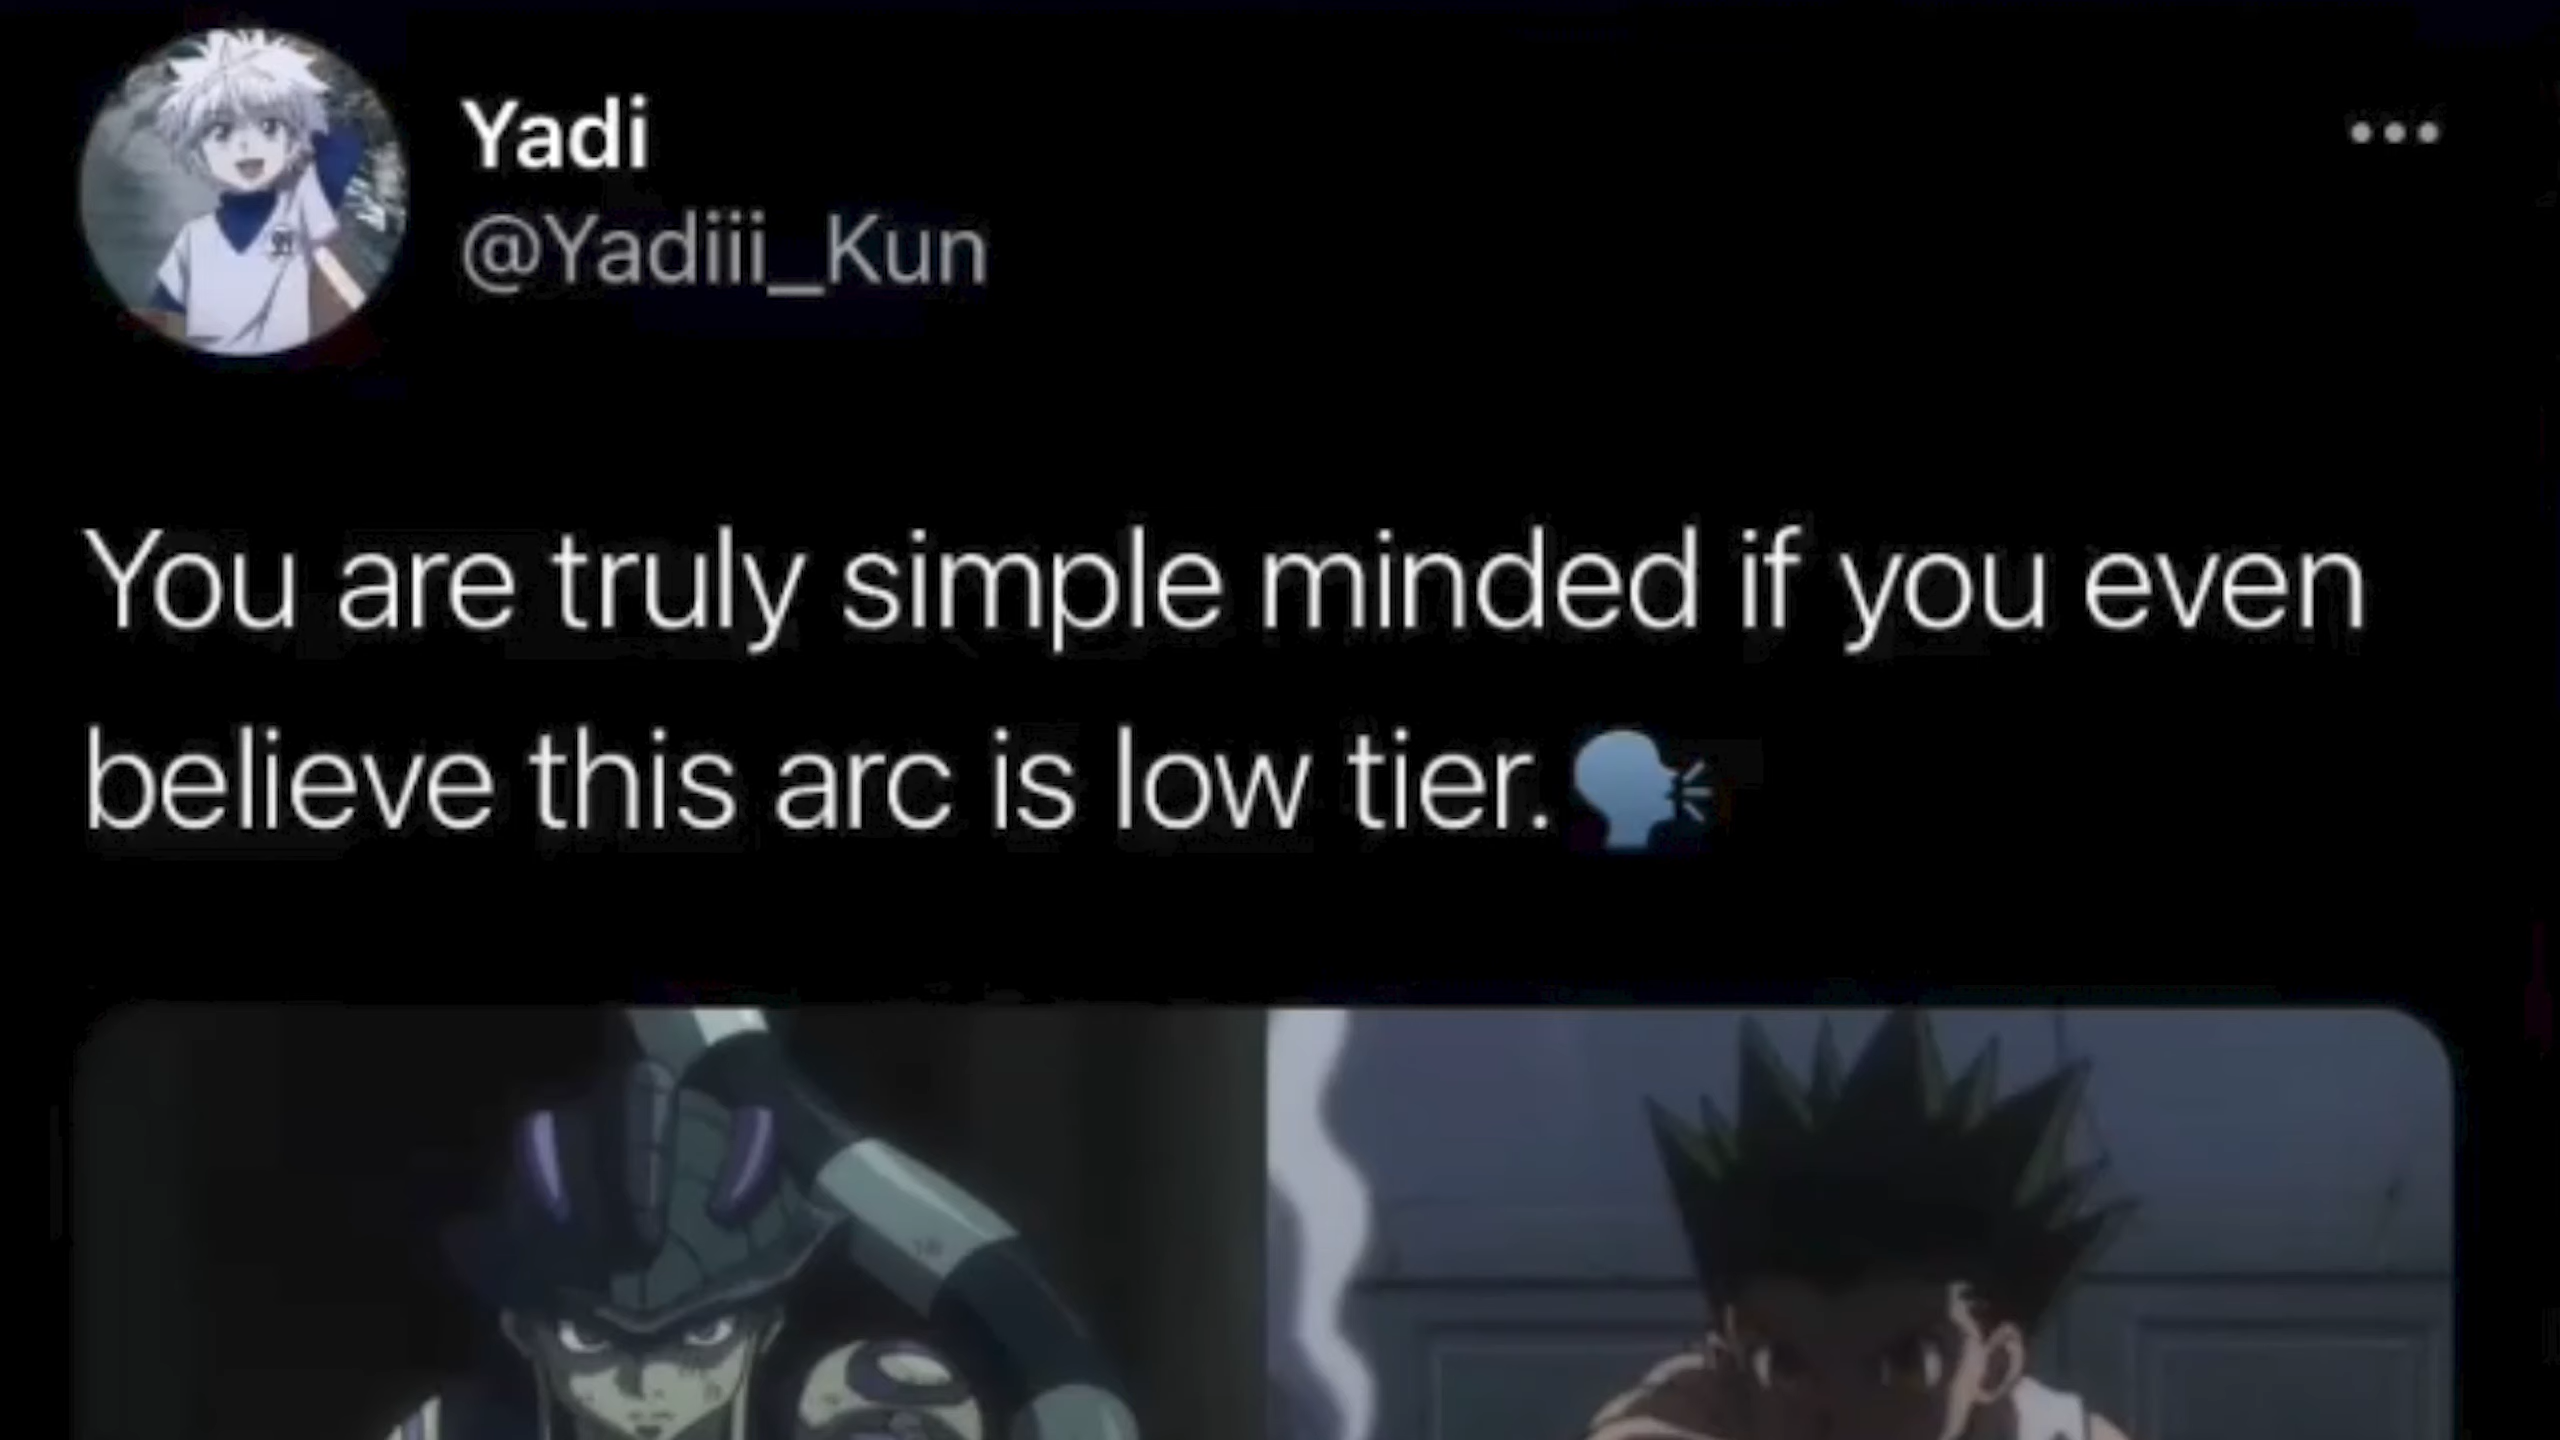 Yadi
@Yadiii_Kun
You are truly simple minded if you even
believe this arc is low tier.🗣